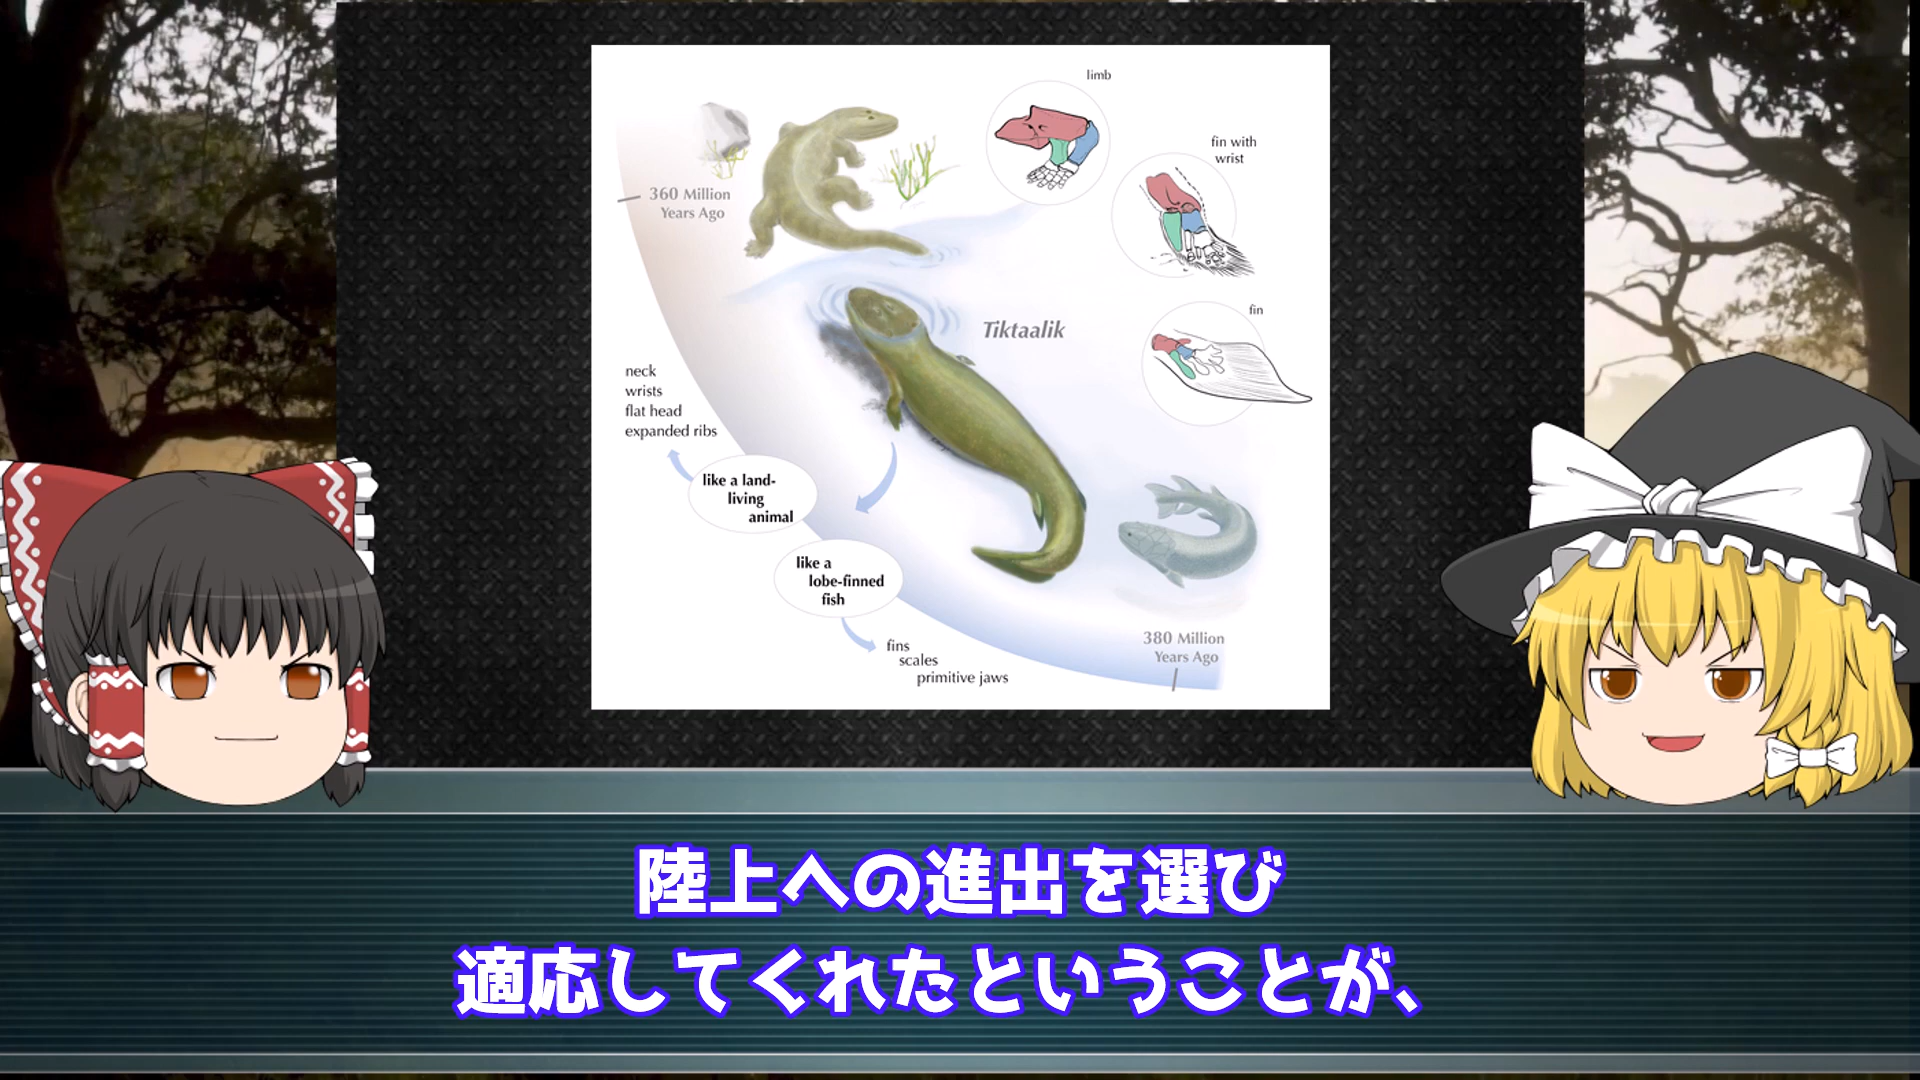 limb
fin with
wrist
360 Million
Years Ago
fin
Tiktaalik
neck
wrists
flat head
expanded ribs
like a land-
living
animal
like a
lobe-finned
fish
fins
scales
primitive jaws
380 Million
Years Ago
陸上への進出を選び
適応してくれたということが、